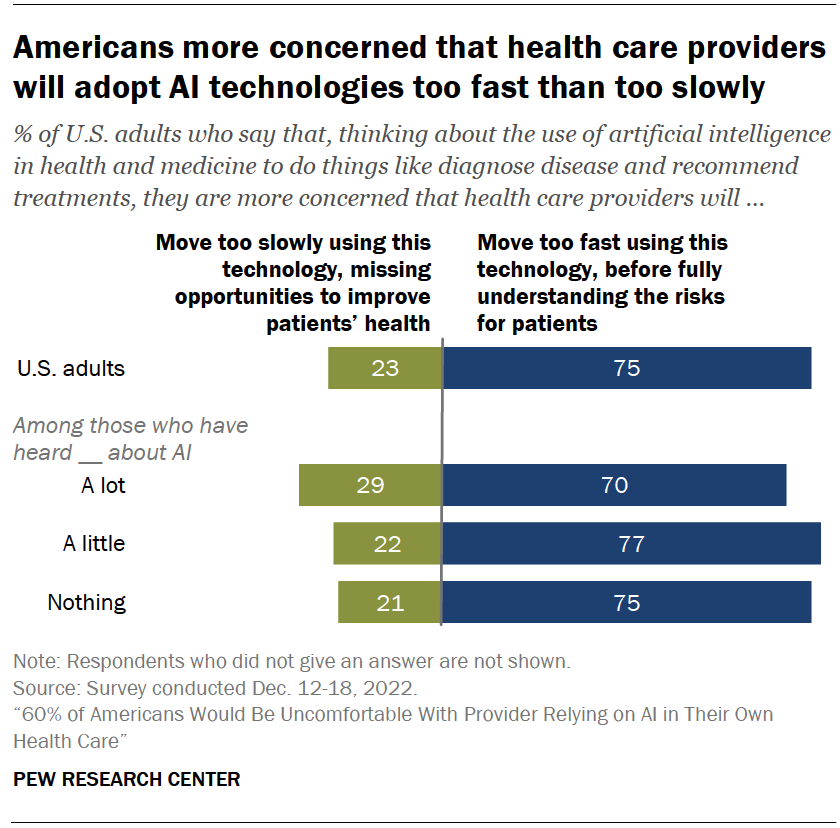 Americans more concerned that health care providers
will adopt AI technologies too fast than too slowly
% of U.S. adults who say that, thinking about the use of artificial intelligence
in health and medicine to do things like diagnose disease and recommend
treatments, they are more concerned that health care providers will ...
Move too slowly using this
technology, missing
opportunities to improve
patients’ health
Move too fast using this
technology, before fully
understanding the risks
for patients
U.S. adults 23 75
Among those who have
heard __ about AI
A lot 29 70
A little 22 77
Nothing 21 75
Note: Respondents who did not give an answer are not shown.
Source: Survey conducted Dec. 12-18, 2022.
“60% of Americans Would Be Uncomfortable With Provider Relying on AI in Their Own
Health Care”
PEW RESEARCH CENTER